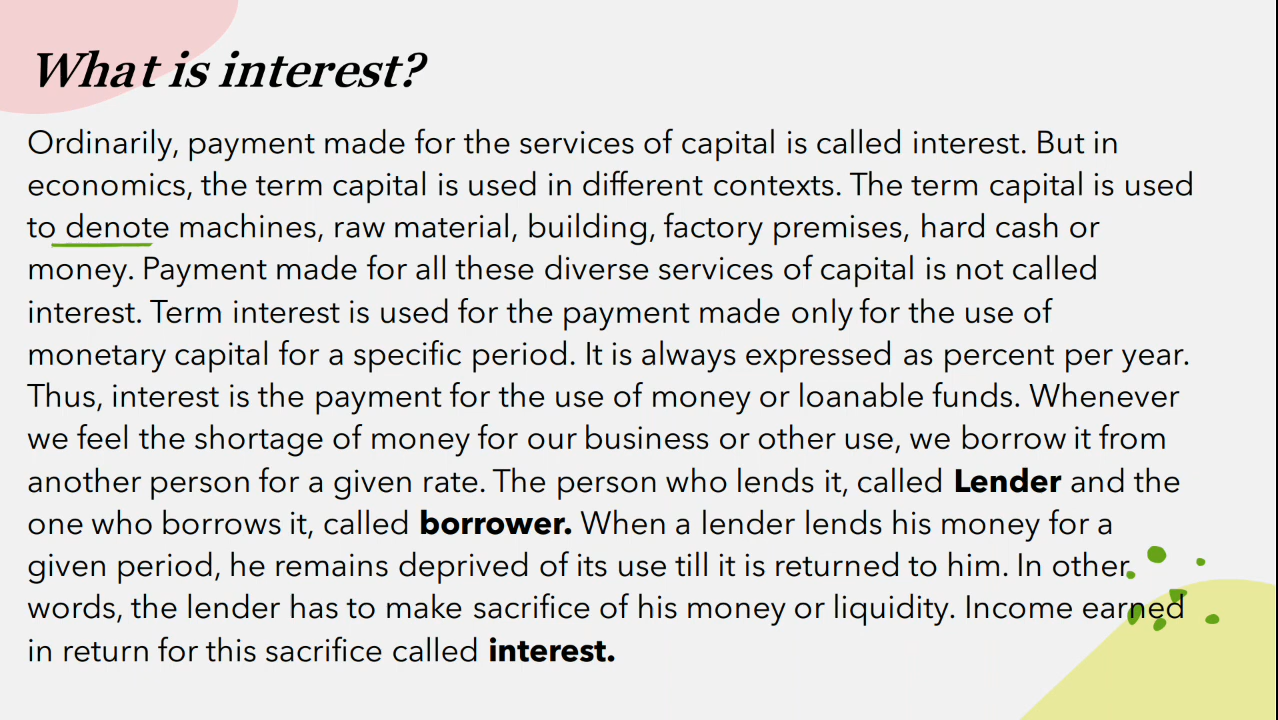 What is interest?
Ordinarily, payment made for the services of capital is called interest. But in
economics, the term capital is used in different contexts. The term capital is used
to denote machines, raw material, building, factory premises, hard cash or
money. Payment made for all these diverse services of capital is not called
interest. Term interest is used for the payment made only for the use of
monetary capital for a specific period. It is always expressed as percent per year.
Thus, interest is the payment for the use of money or loanable funds. Whenever
we feel the shortage of money for our business or other use, we borrow it from
another person for a given rate. The person who lends it, called Lender and the
one who borrows it, called borrower. When a lender lends his money for a
given period, he remains deprived of its use till it is returned to him. In other
words, the lender has to make sacrifice of his money or liquidity. Income earned
in return for this sacrifice called interest.